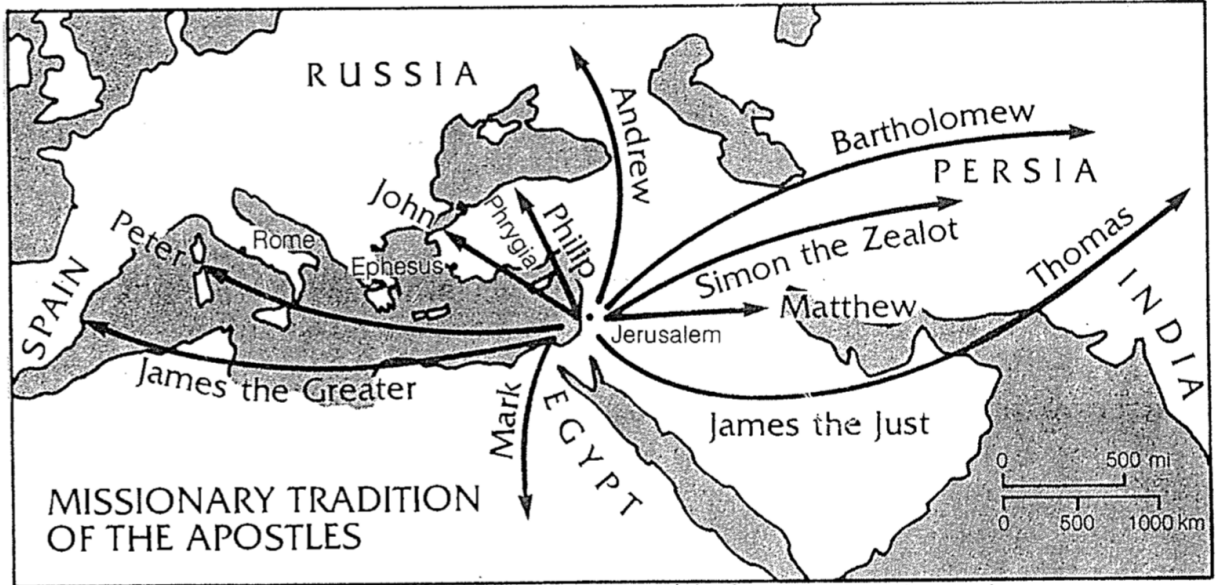 RUSSIA
Andrew
Bartholomew
PERSIA
John
Phrygia
Philip
Peter
Rome
Ephesus
Simon the Zealot
Thomas
SPAIN
Matthew
Jerusalem
INDIA
James the Greater
Mark
EGYPT
James the Just
0 500 mi
0 500 1000 km
MISSIONARY TRADITION
OF THE APOSTLES